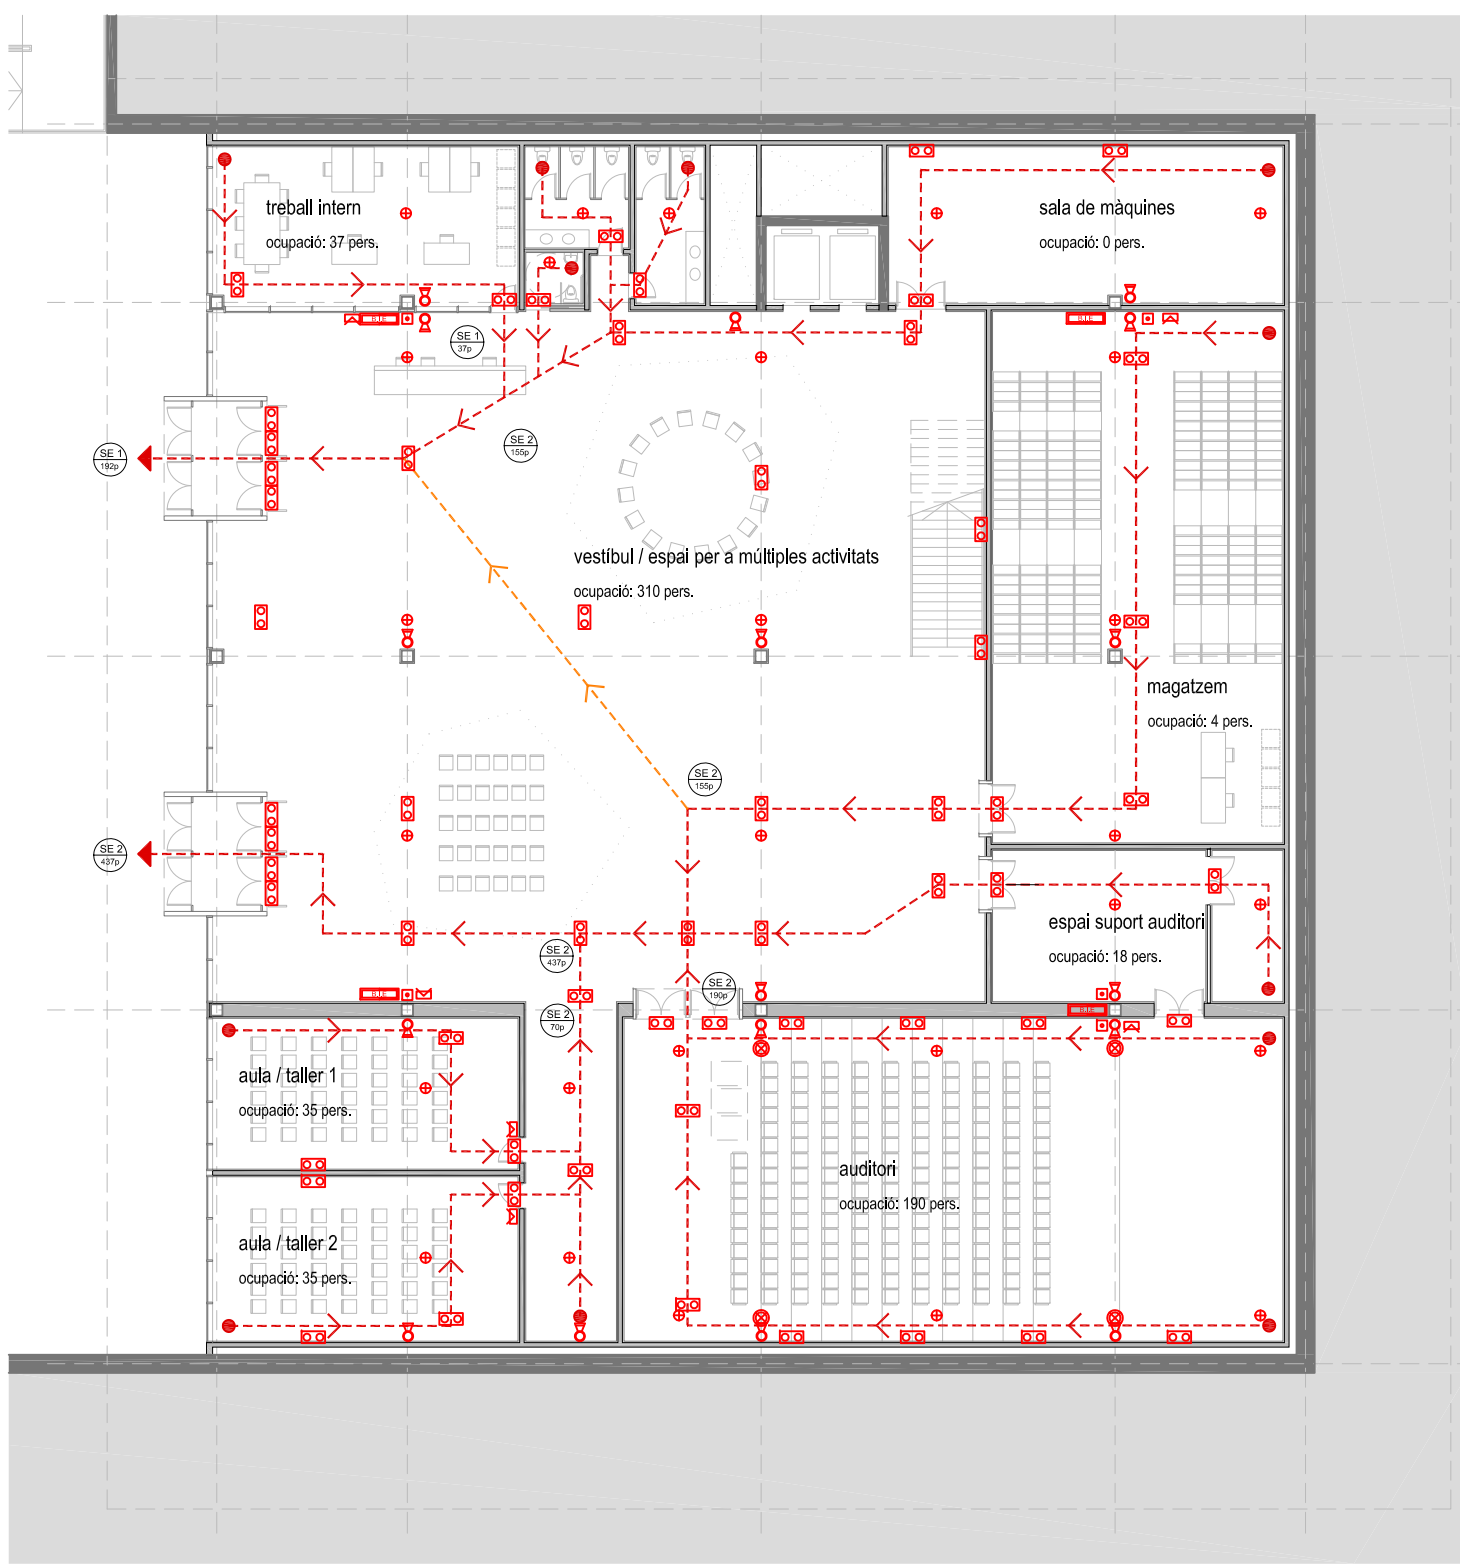 treball intern
ocupació: 37 pers.
sala de màquines
ocupació: 0 pers.
B.I.E
B.I.E
SE 1
37p
SE 2
155p
SE 1
192p
vestíbul / espai per a múltiples activitats
ocupació: 310 pers.
magatzem
ocupació: 4 pers.
SE 2
155p
SE 2
437p
espai suport auditori
ocupació: 18 pers.
SE 2
437p
SE 2
190p
B.I.E
B.I.E
SE 2
70p
aula / taller 1
ocupació: 35 pers.
auditori
ocupació: 190 pers.
aula / taller 2
ocupació: 35 pers.